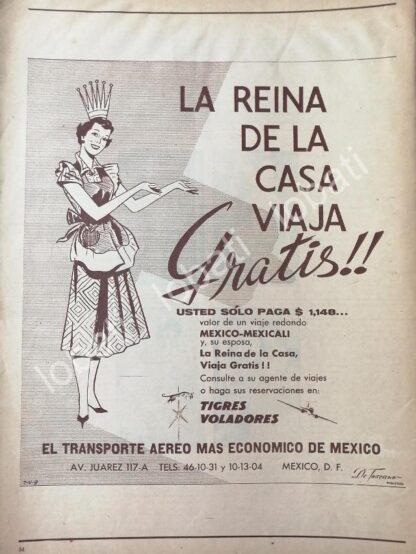 LA REINA
DE LA
CASA
VIAJA
Gratis!!
USTED SOLO PAGA $ 1,148...
valor de un viaje redondo
MEXICO-MEXICALI
y, su esposa,
La Reina de la Casa,
Viaja Gratis!!
Consulte a su agente de viajes
o haga sus reservaciones en:
TIGRES
VOLADORES
EL TRANSPORTE AEREO MAS ECONOMICO DE MEXICO
AV. JUAREZ 117-A TELS: 46-10-31 y 10-13-04 MEXICO, D. F.